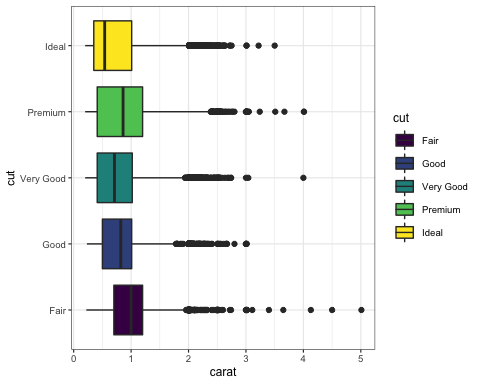 Ideal
Premium
Very Good
Good
Fair
cut
0 1 2 3 4 5
carat
cut
Fair
Good
Very Good
Premium
Ideal